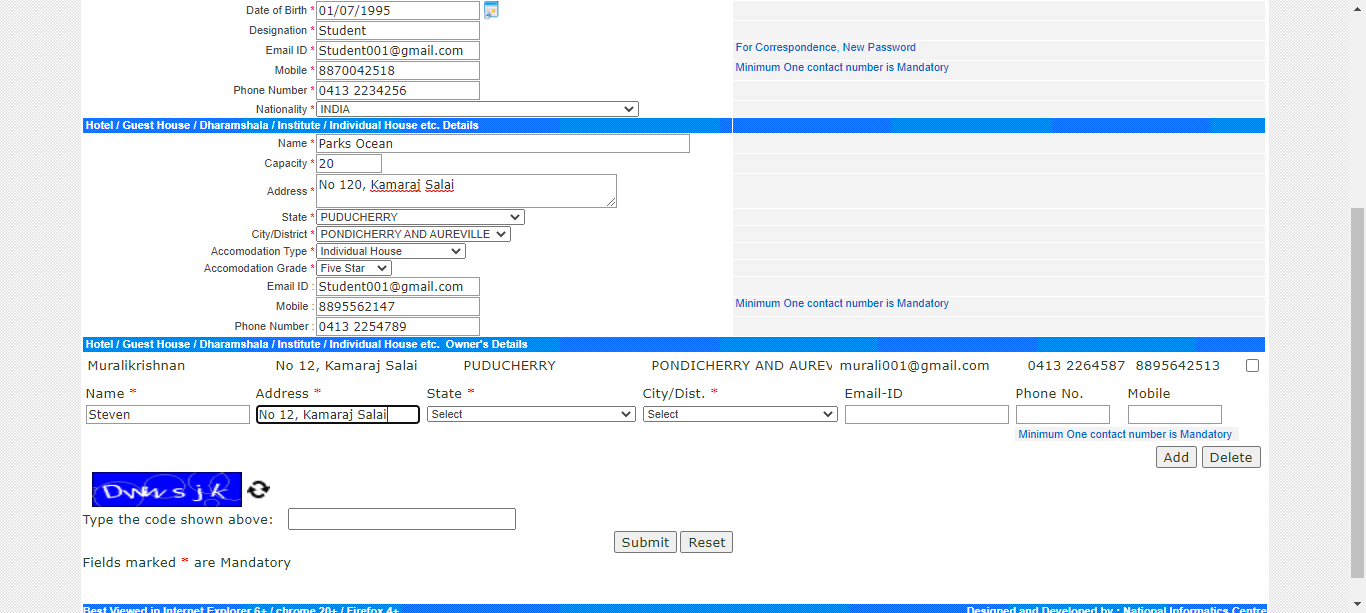 Date of Birth * 01/07/1995
Designation * Student
Email ID * Student001@gmail.com For Correspondence, New Password
Mobile * 8870042518 Minimum One contact number is Mandatory
Phone Number * 0413 2234256
Nationality * INDIA
Hotel / Guest House / Dharamshala / Institute / Individual House etc. Details
Name * Parks Ocean
Capacity * 20
Address * No 120, Kamaraj Salai
State * PUDUCHERRY
City/District * PONDICHERRY AND AUREVILLE
Accomodation Type * Individual House
Accomodation Grade * Five Star
Email ID : Student001@gmail.com
Mobile : 8895562147 Minimum One contact number is Mandatory
Phone Number : 0413 2254789
Hotel / Guest House / Dharamshala / Institute / Individual House etc. Owner's Details
Muralikrishnan No 12, Kamaraj Salai PUDUCHERRY PONDICHERRY AND AUREV murali001@gmail.com 0413 2264587 8895642513
Name * Address * State * City/Dist. * Email-ID Phone No. Mobile
Steven No 12, Kamaraj Salai Select Select
Minimum One contact number is Mandatory
Add Delete
Type the code shown above:
Submit Reset
Fields marked * are Mandatory
Best Viewed in Internet Explorer 6+ / chrome 20+ / Firefox 4+ Designed and Developed by : National Informatics Centre